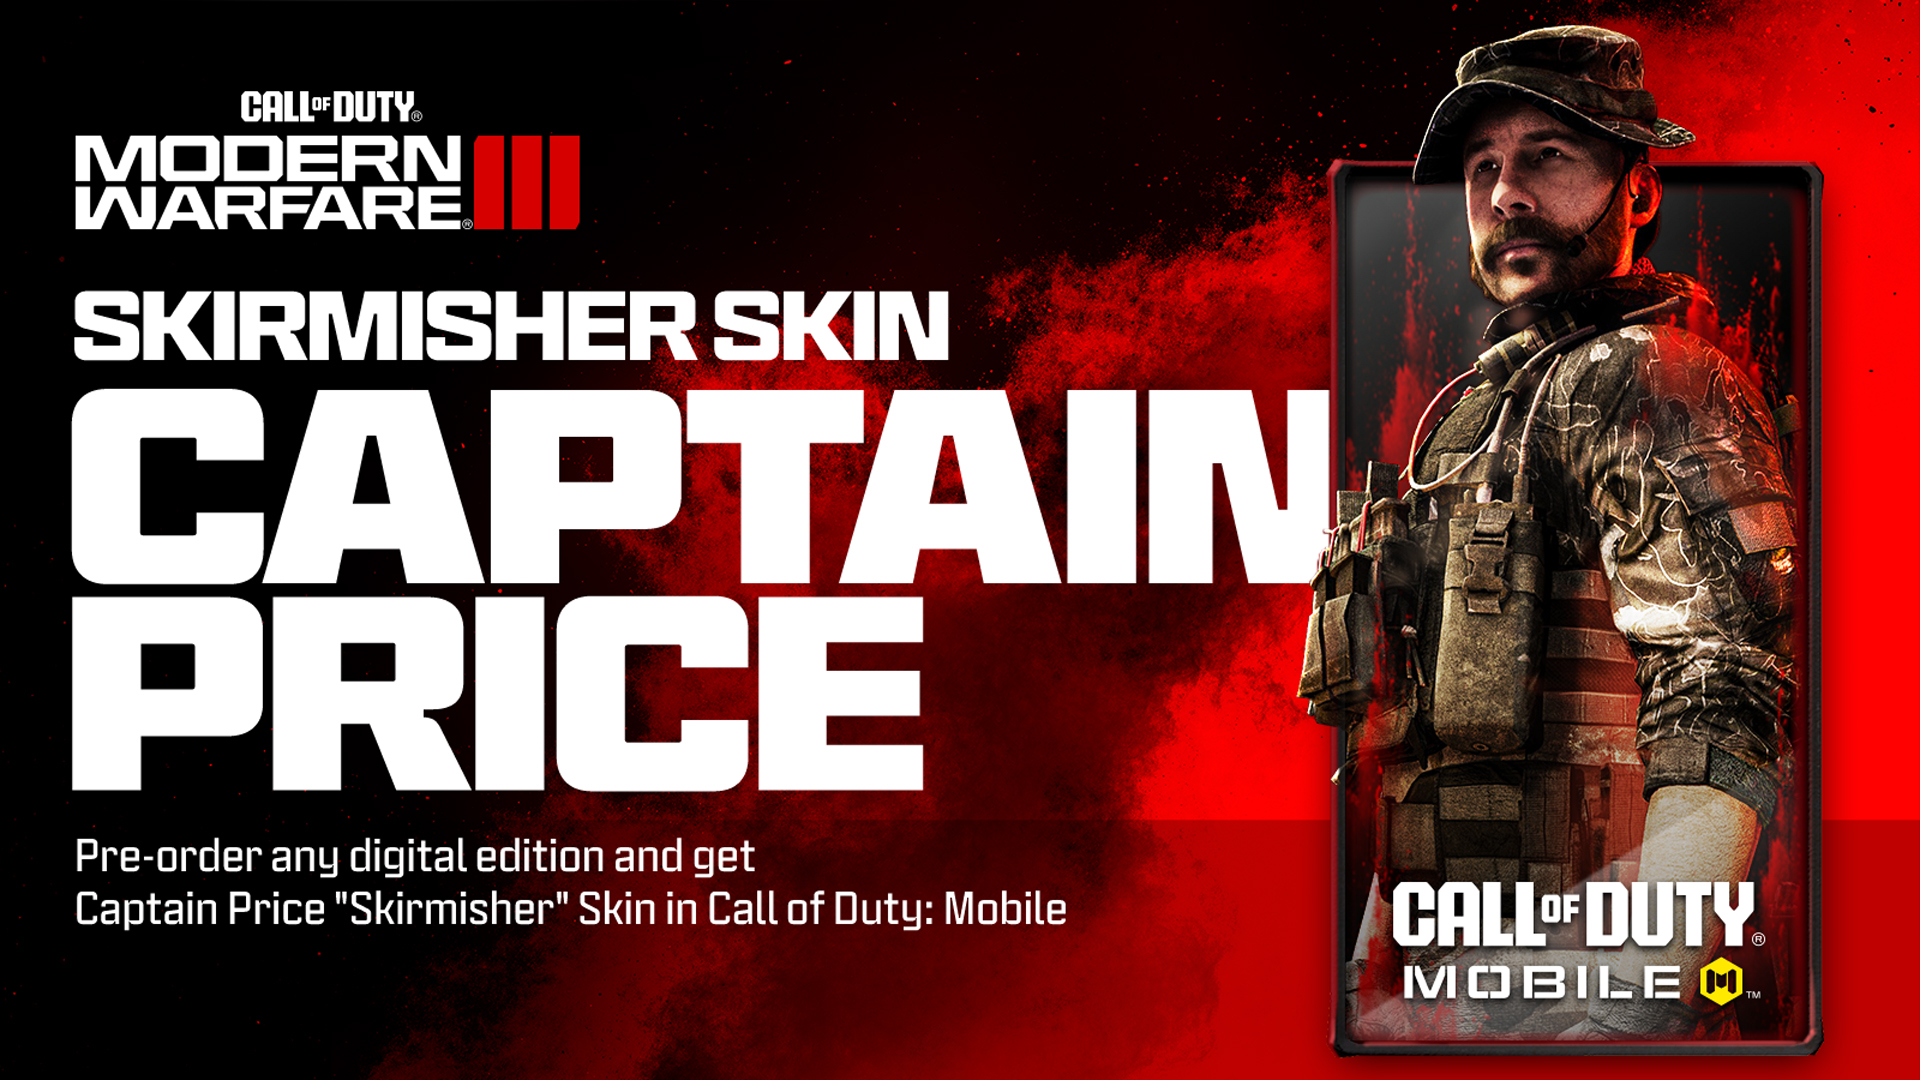 CALL OF DUTY®
MODERN
WARFARE® III
SKIRMISHER SKIN
CAPTAIN
PRICE
Pre-order any digital edition and get
Captain Price "Skirmisher" Skin in Call of Duty: Mobile
CALL OF DUTY®
MOBILE M™